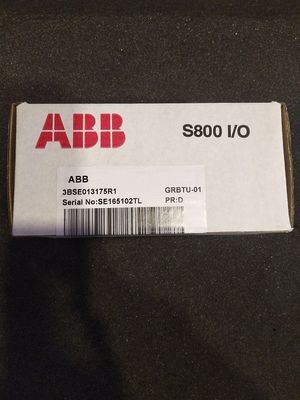 ABB S800 I/O
ABB
3BSE013175R1 GRBTU-01
Serial No:SE165102TL PR:D